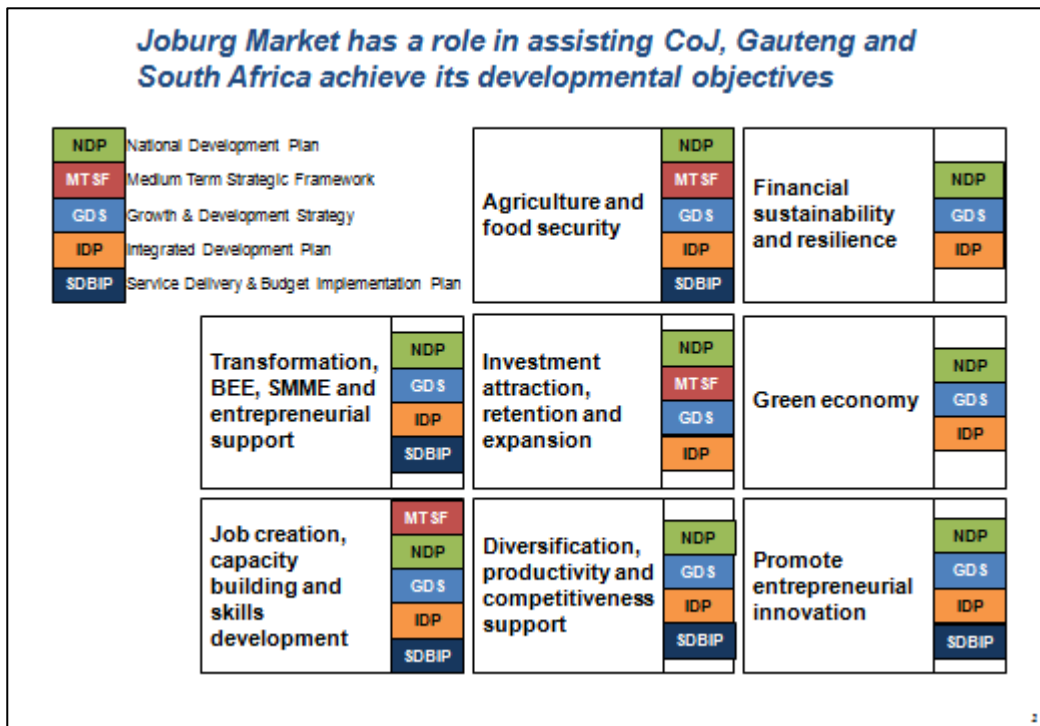 Joburg Market has a role in assisting CoJ, Gauteng and
South Africa achieve its developmental objectives
NDP National Development Plan
MTSF Medium Term Strategic Framework
GDS Growth & Development Strategy
IDP Integrated Development Plan
SDBIP Service Delivery & Budget Implementation Plan
Agriculture and
food security
NDP
MTSF
GDS
IDP
SDBIP
Financial
sustainability
and resilience
NDP
GDS
IDP
Transformation,
BEE, SMME and
entrepreneurial
support
NDP
GDS
IDP
SDBIP
Investment
attraction,
retention and
expansion
NDP
MTSF
GDS
IDP
Green economy
NDP
GDS
IDP
Job creation,
capacity
building and
skills
development
MTSF
NDP
GDS
IDP
SDBIP
Diversification,
productivity and
competitiveness
support
NDP
GDS
IDP
SDBIP
Promote
entrepreneurial
innovation
NDP
GDS
IDP
SDBIP
2